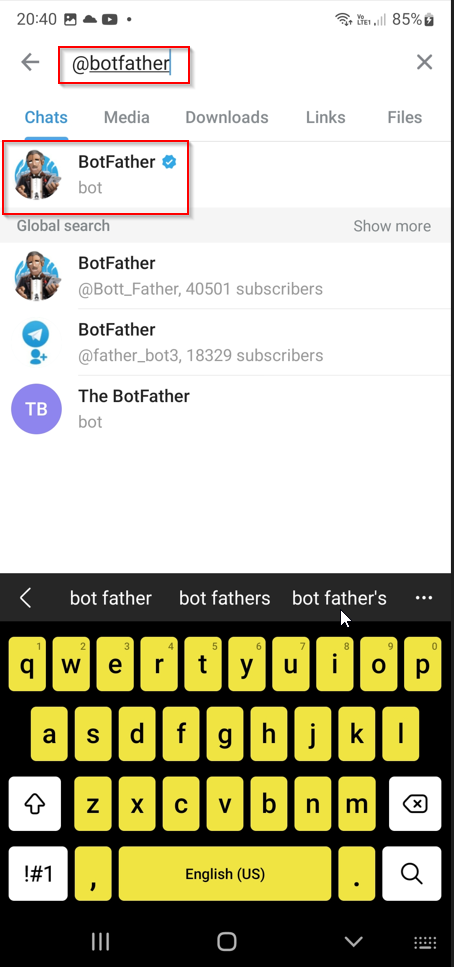 20:40 Vo LTE1 85%
@botfather
Chats Media Downloads Links Files
BotFather
bot
Global search Show more
BotFather
@Bott_Father, 40501 subscribers
BotFather
@father_bot3, 18329 subscribers
TB The BotFather
bot
bot father bot fathers bot father's
1 2 3 4 5 6 7 8 9 0
q w e r t y u i o p
a s d f g h j k l
z x c v b n m
!#1 , English (US) .